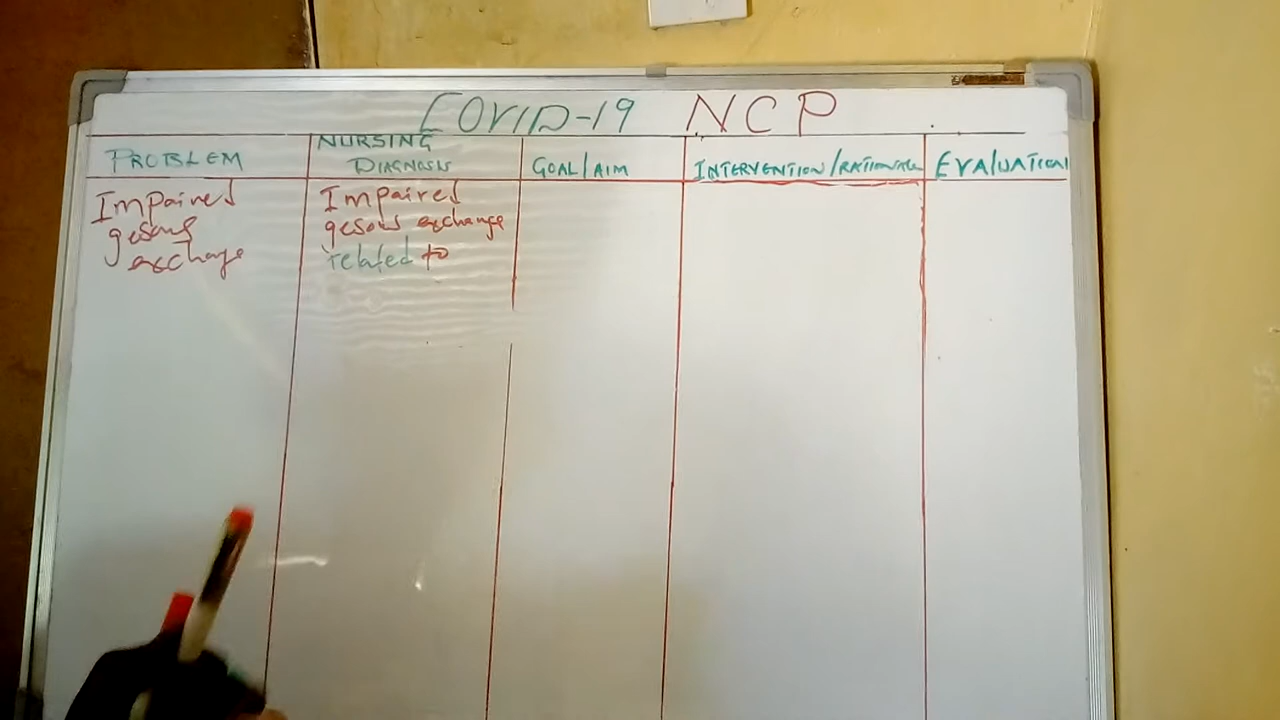 COVID-19 NCP
PROBLEM
NURSING
DIAGNOSIS
GOAL/AIM
INTERVENTION/RATIONALE
EVALUATION
Impaired
gesous
exchange
Impaired
gesous exchange
related to